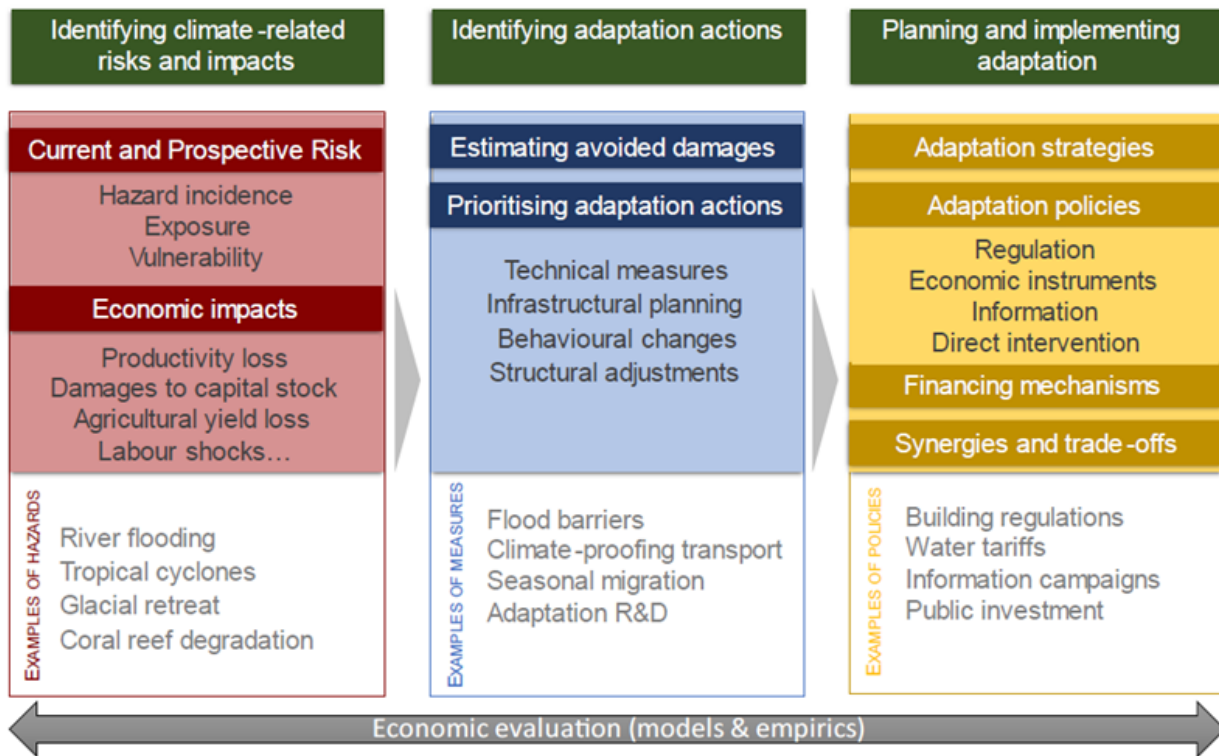 Identifying climate-related
risks and impacts
Current and Prospective Risk
Hazard incidence
Exposure
Vulnerability
Economic impacts
Productivity loss
Damages to capital stock
Agricultural yield loss
Labour shocks...
EXAMPLES OF HAZARDS
River flooding
Tropical cyclones
Glacial retreat
Coral reef degradation
Identifying adaptation actions
Estimating avoided damages
Prioritising adaptation actions
Technical measures
Infrastructural planning
Behavioural changes
Structural adjustments
EXAMPLES OF MEASURES
Flood barriers
Climate-proofing transport
Seasonal migration
Adaptation R&D
Planning and implementing
adaptation
Adaptation strategies
Adaptation policies
Regulation
Economic instruments
Information
Direct intervention
Financing mechanisms
Synergies and trade-offs
EXAMPLES OF POLICIES
Building regulations
Water tariffs
Information campaigns
Public investment
Economic evaluation (models & empirics)